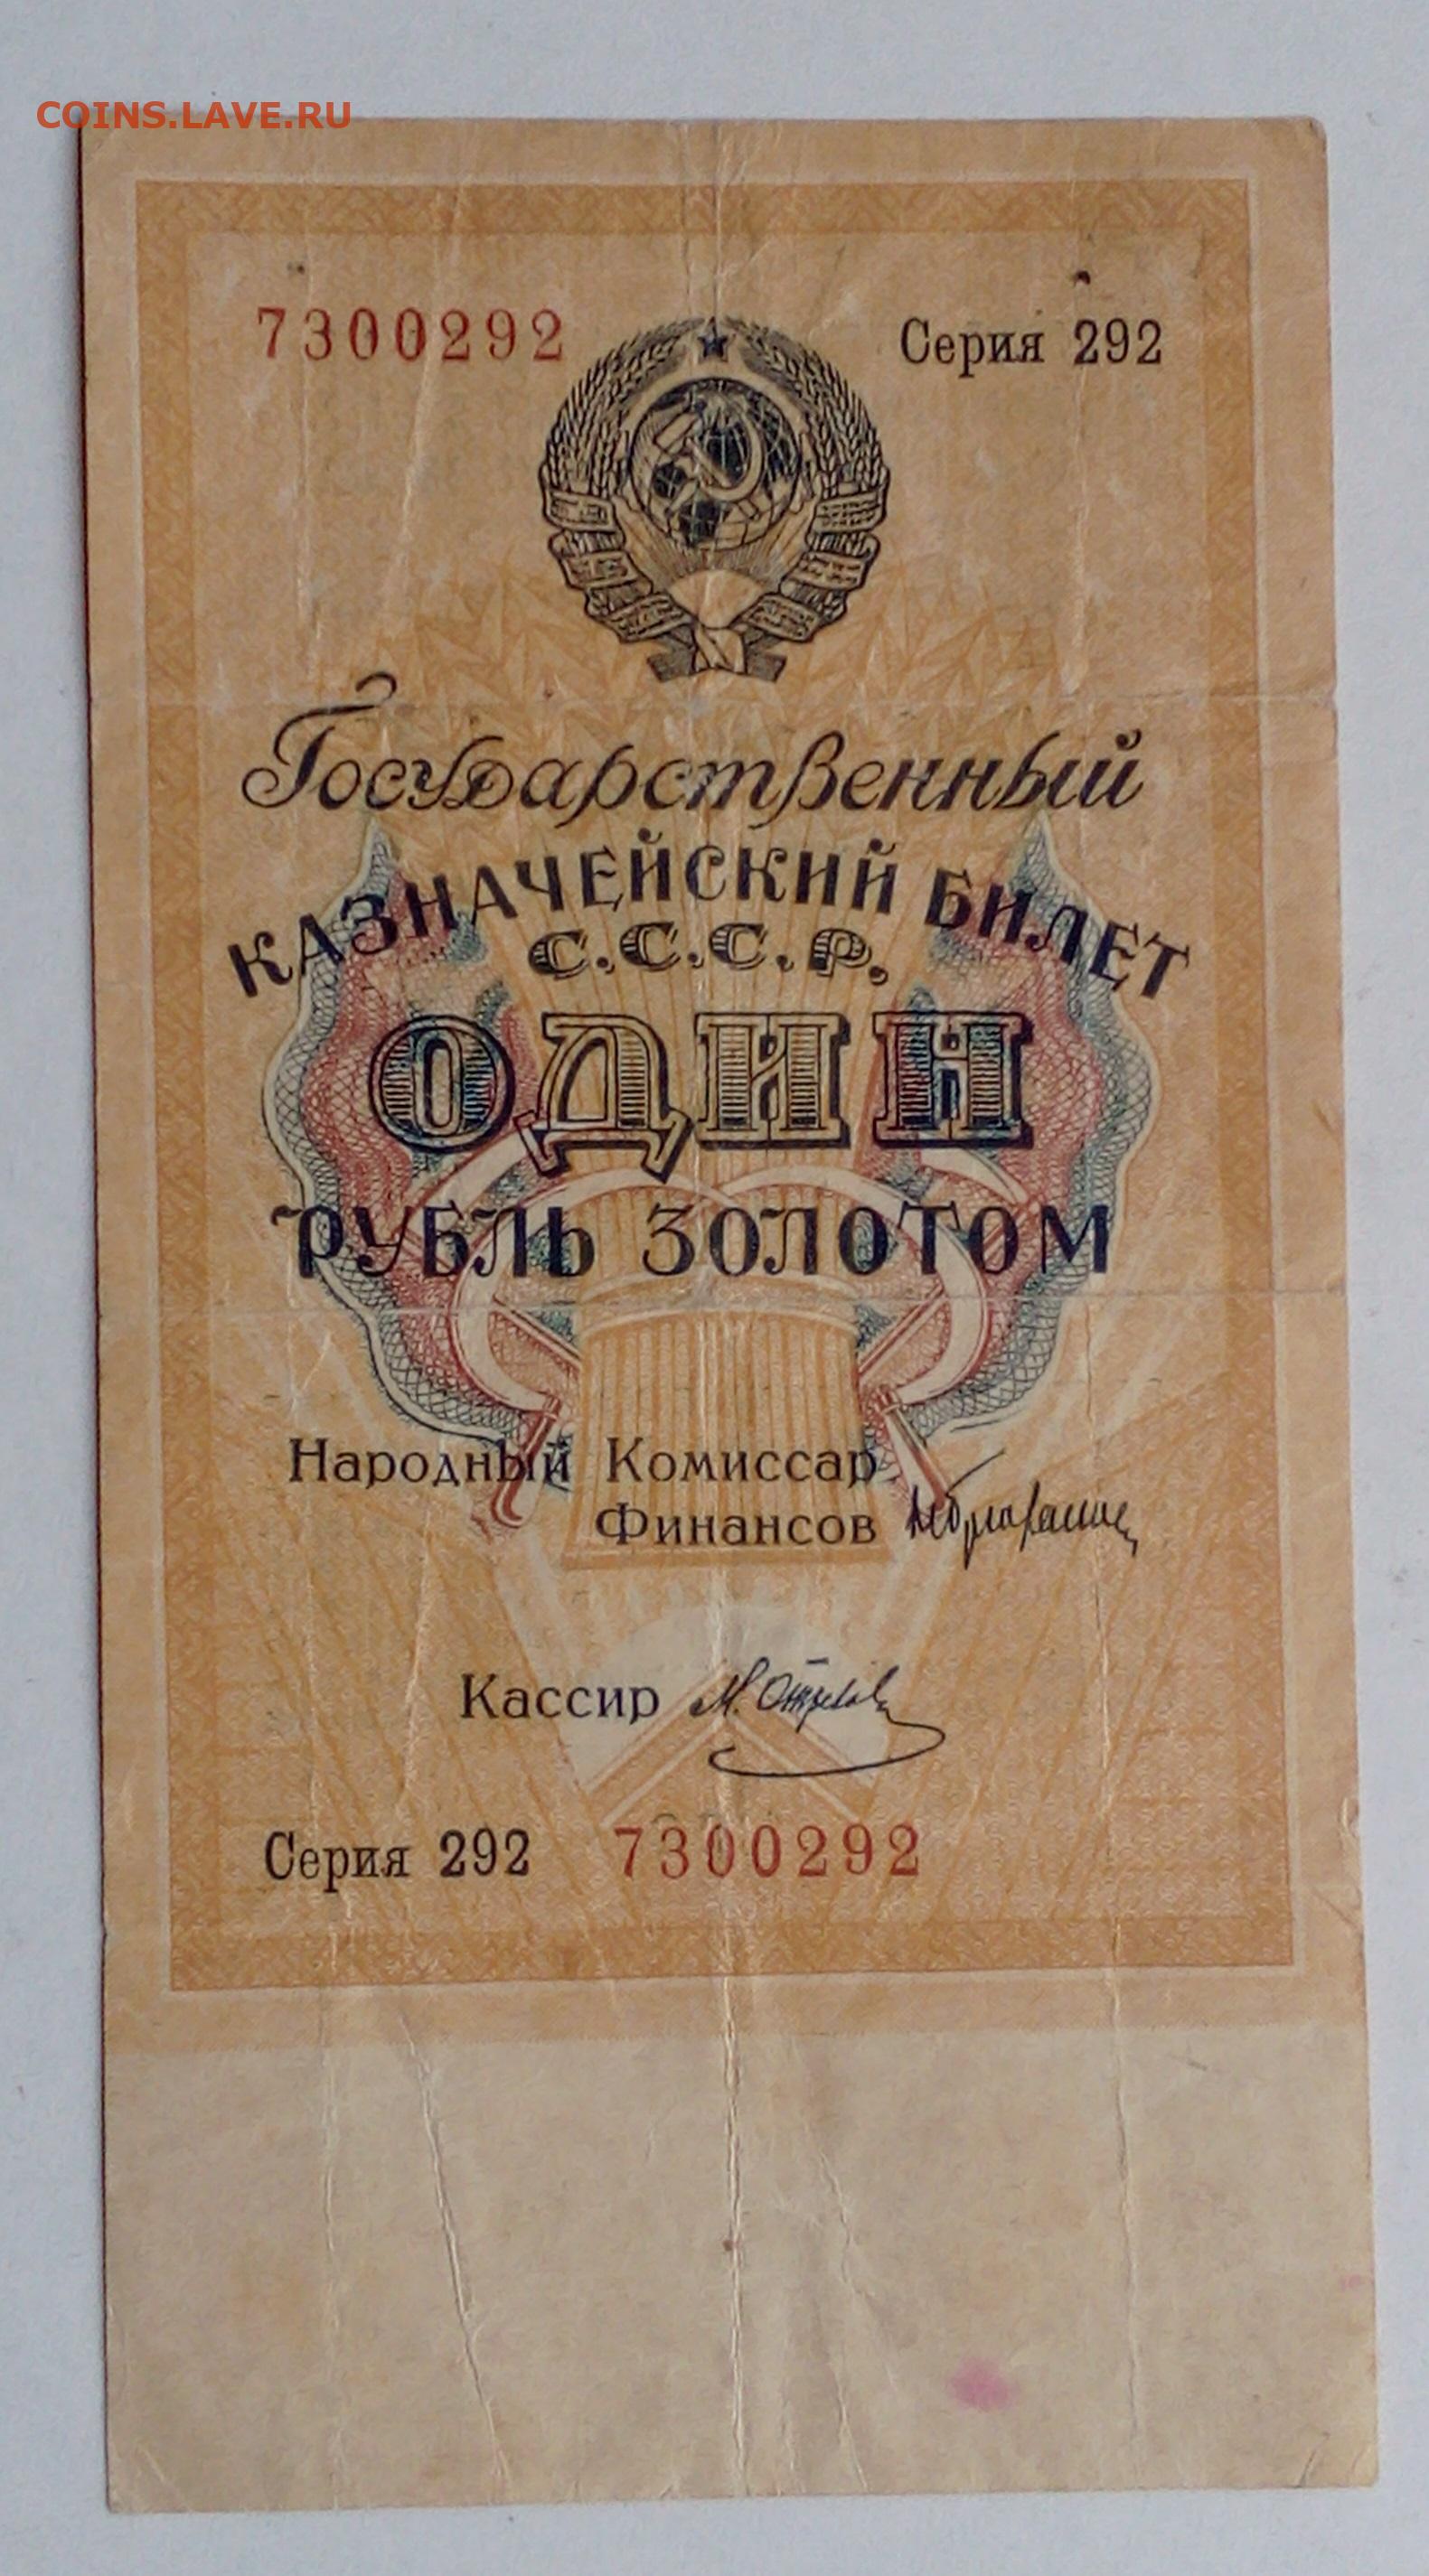 COINS.LAVE.RU
7300292
Серия 292
Государственный
КАЗНАЧЕЙСКИЙ БИЛЕТ
С.С.С.Р.
ОДИН
РУБЛЬ ЗОЛОТОМ
Народный Комиссар
Финансов
Кассир
Серия 292 7300292